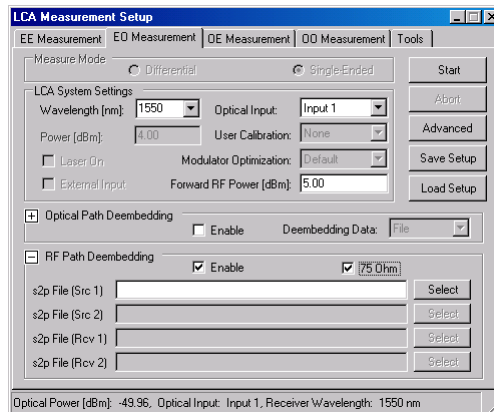 LCA Measurement Setup
EE Measurement EO Measurement OE Measurement OO Measurement Tools
Measure Mode
Differential Single-Ended
Start
LCA System Settings
Wavelength [nm]: 1550 Optical Input: Input 1
Abort
Power [dBm]: 4.00 User Calibration: None
Advanced
Laser On Modulator Optimization: Default
Save Setup
External Input Forward RF Power [dBm]: 5.00
Load Setup
Optical Path Deembedding
Enable Deembedding Data: File
RF Path Deembedding
Enable 75 Ohm
s2p File (Src 1) Select
s2p File (Src 2) Select
s2p File (Rcv 1) Select
s2p File (Rcv 2) Select
Optical Power [dBm]: -49.96, Optical Input: Input 1, Receiver Wavelength: 1550 nm